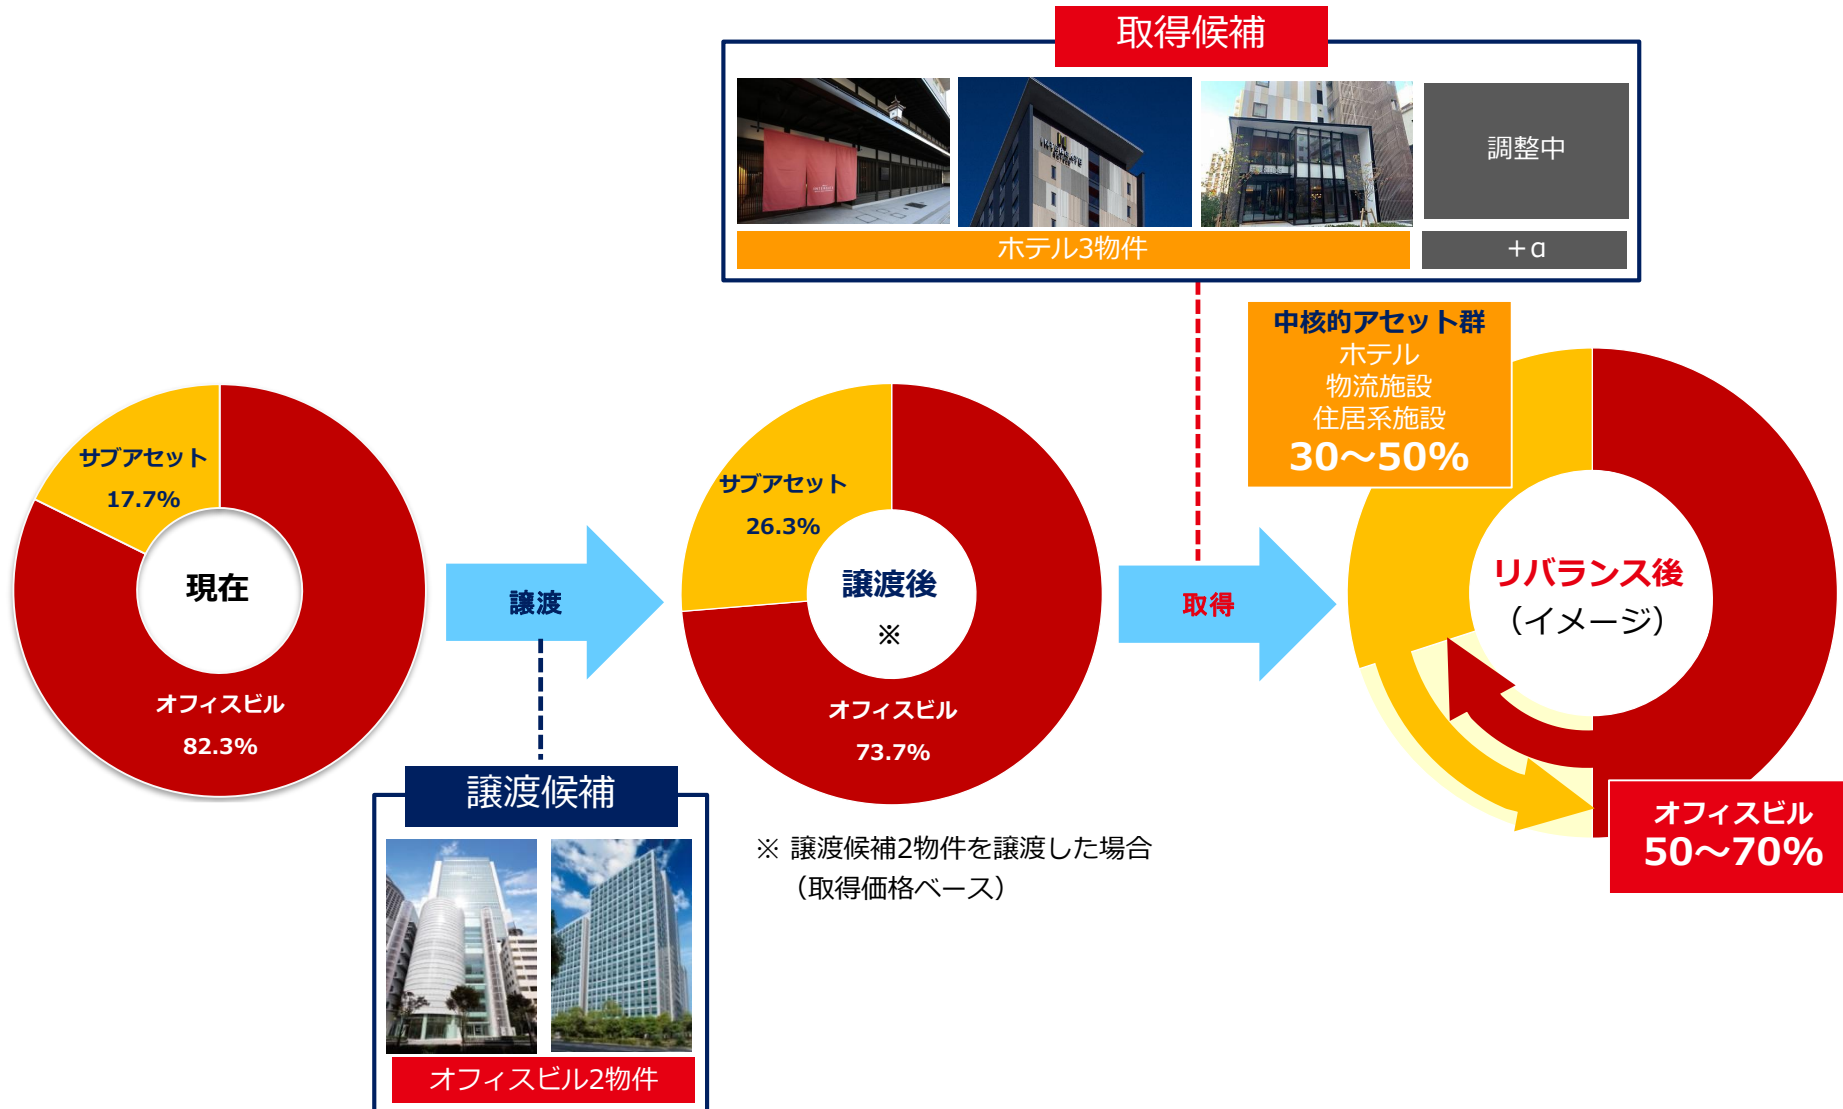 取得候補
調整中
ホテル3物件
＋α
中核的アセット群
ホテル
物流施設
住居系施設
30～50%
サブアセット
17.7%
現在
オフィスビル
82.3%
譲渡
サブアセット
26.3%
譲渡後
※
オフィスビル
73.7%
取得
リバランス後
（イメージ）
オフィスビル
50～70%
譲渡候補
オフィスビル2物件
※ 譲渡候補2物件を譲渡した場合
（取得価格ベース）